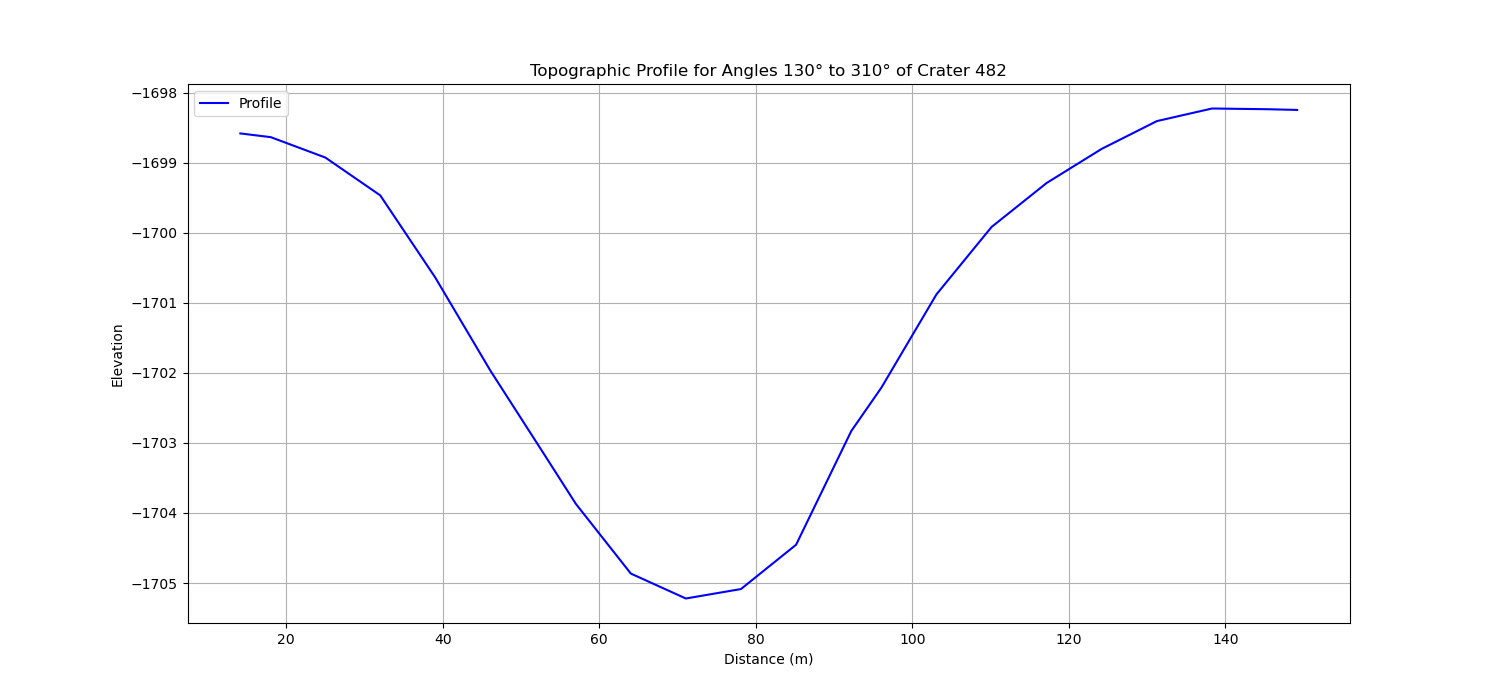 Topographic Profile for Angles 130° to 310° of Crater 482
Profile
−1698
−1699
−1700
−1701
−1702
−1703
−1704
−1705
Elevation
20 40 60 80 100 120 140
Distance (m)